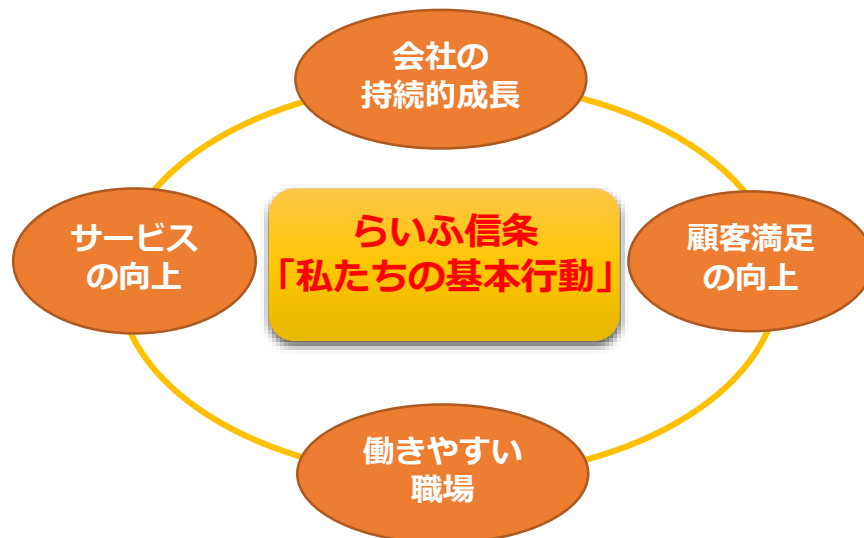 会社の
持続的成長
サービス
の向上
らいふ信条
「私たちの基本行動」
顧客満足
の向上
働きやすい
職場